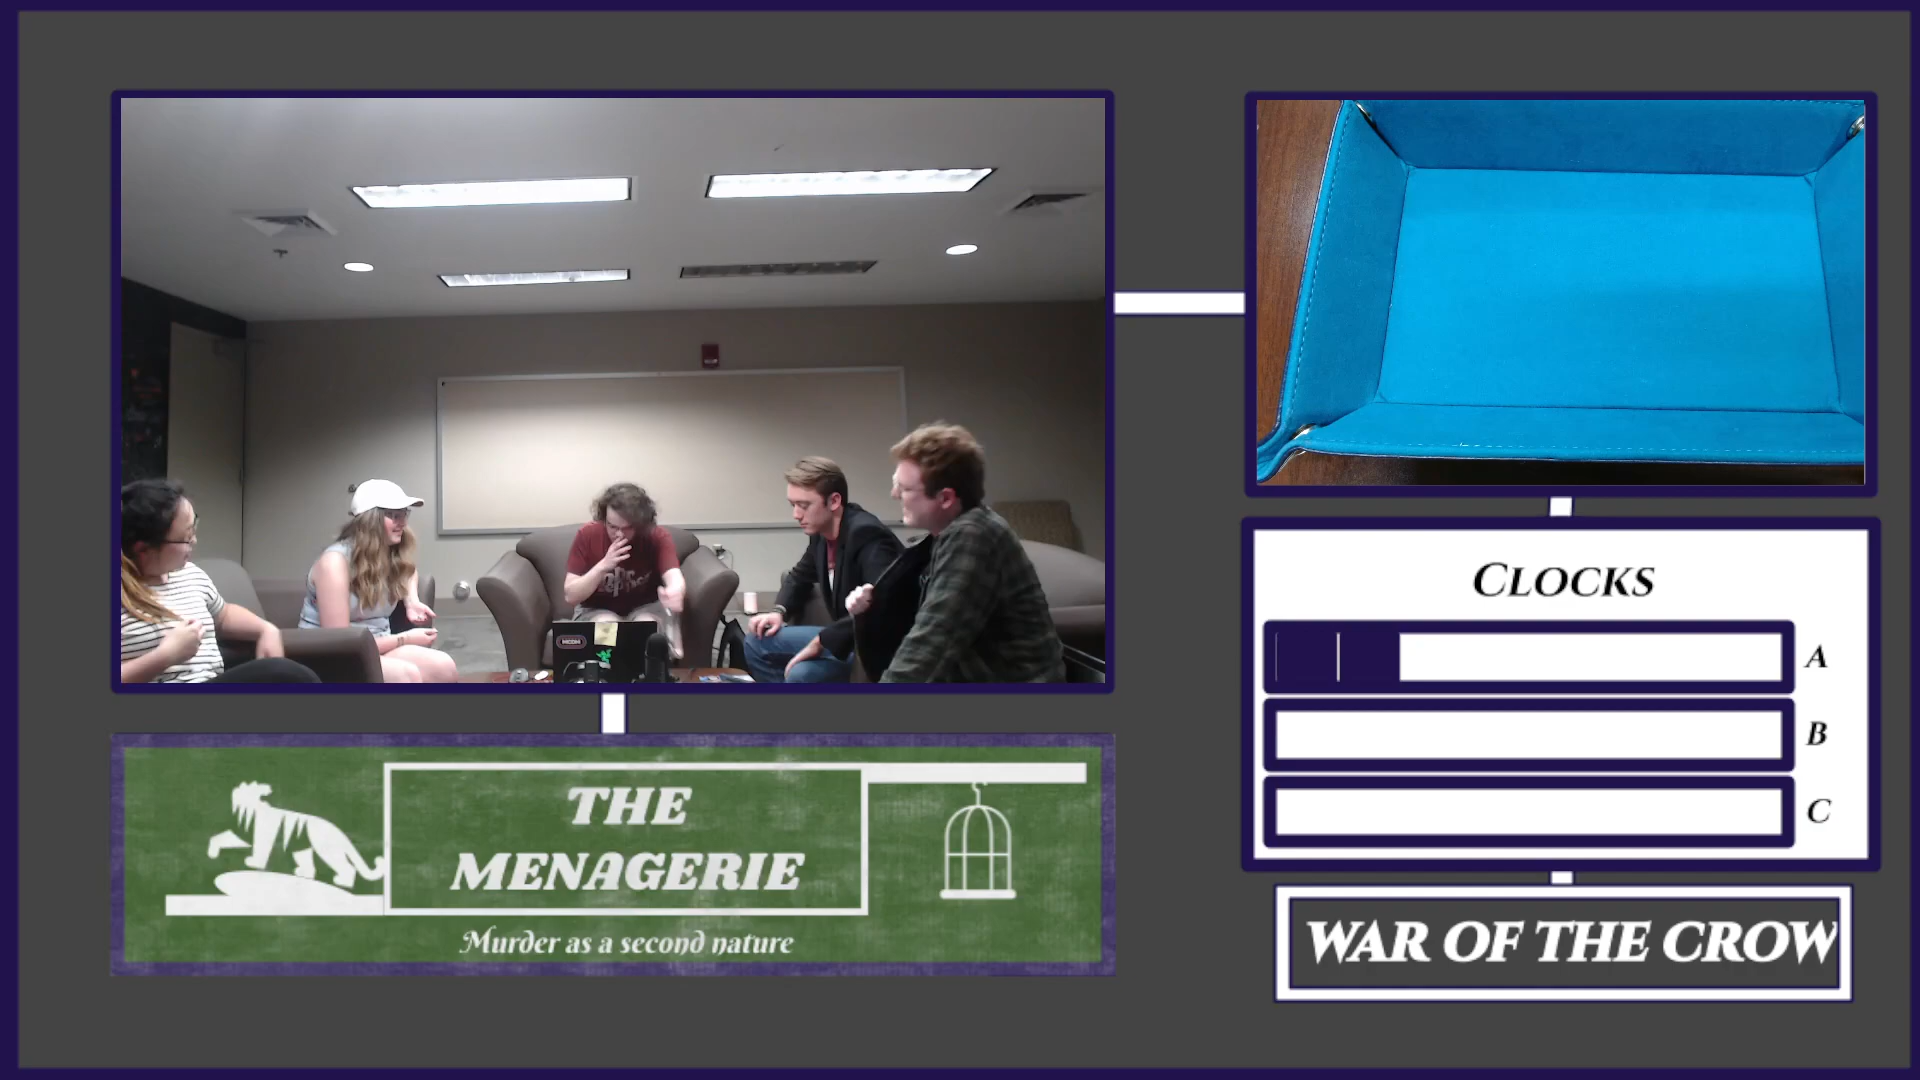 THE
MENAGERIE
Murder as a second nature
CLOCKS
A
B
C
WAR OF THE CROW